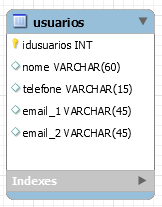 usuarios
idusuarios INT
nome VARCHAR(60)
telefone VARCHAR(15)
email_1 VARCHAR(45)
email_2 VARCHAR(45)
Indexes